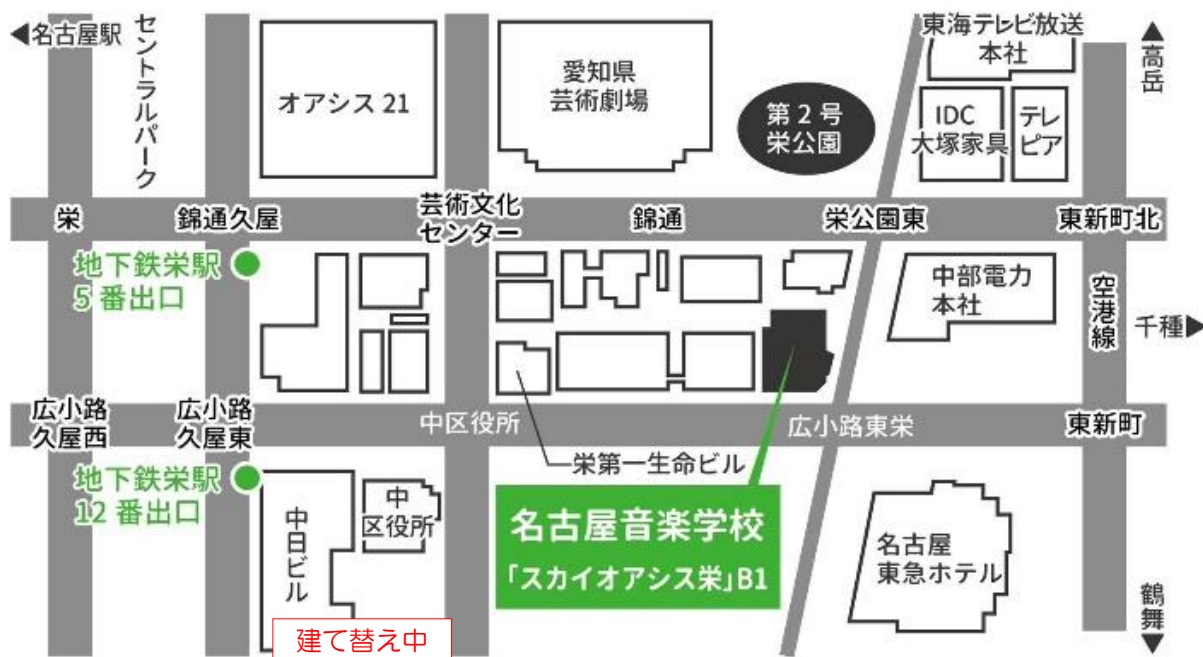 ◀名古屋駅
セントラルパーク
オアシス21
愛知県
芸術劇場
第2号
栄公園
東海テレビ放送
本社
IDC
大塚家具
テレ
ピア
▲
高岳
栄
錦通久屋
芸術文化
センター
錦通
栄公園東
東新町北
地下鉄栄駅
5番出口
中部電力
本社
空港線
千種▶
広小路
久屋西
広小路
久屋東
中区役所
広小路東栄
東新町
地下鉄栄駅
12番出口
栄第一生命ビル
中日ビル
中
区役所
名古屋音楽学校
「スカイオアシス栄」B1
名古屋
東急ホテル
鶴舞
▼
建て替え中